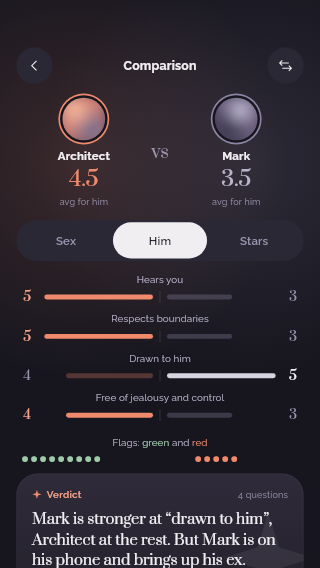 Comparison
Architect
VS
Mark
4.5
3.5
avg for him
avg for him
Sex
Him
Stars
Hears you
5
3
Respects boundaries
5
3
Drawn to him
4
5
Free of jealousy and control
4
3
Flags: green and red
Verdict
4 questions
Mark is stronger at “drawn to him”,
Architect at the rest. But Mark is on
his phone and brings up his ex.